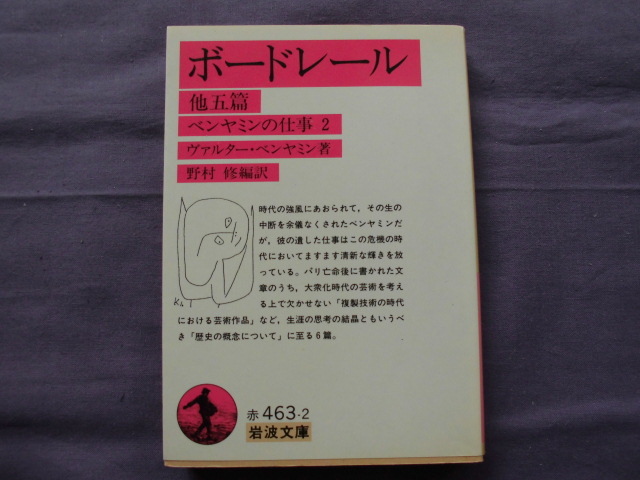 ボードレール
他五篇
ベンヤミンの仕事 2
ヴァルター・ベンヤミン著
野村 修編訳
時代の強風にあおられて，その生の
中断を余儀なくされたベンヤミンだ
が，彼の遺した仕事はこの危機の時
代においてますます清新な輝きを放
っている。パリ亡命後に書かれた文
章のうち，大衆化時代の芸術を考え
る上で欠かせない「複製技術の時代
における芸術作品」など，生涯の思考の結晶ともいうべ
き「歴史の概念について」に至る6篇。
赤 463-2
岩波文庫